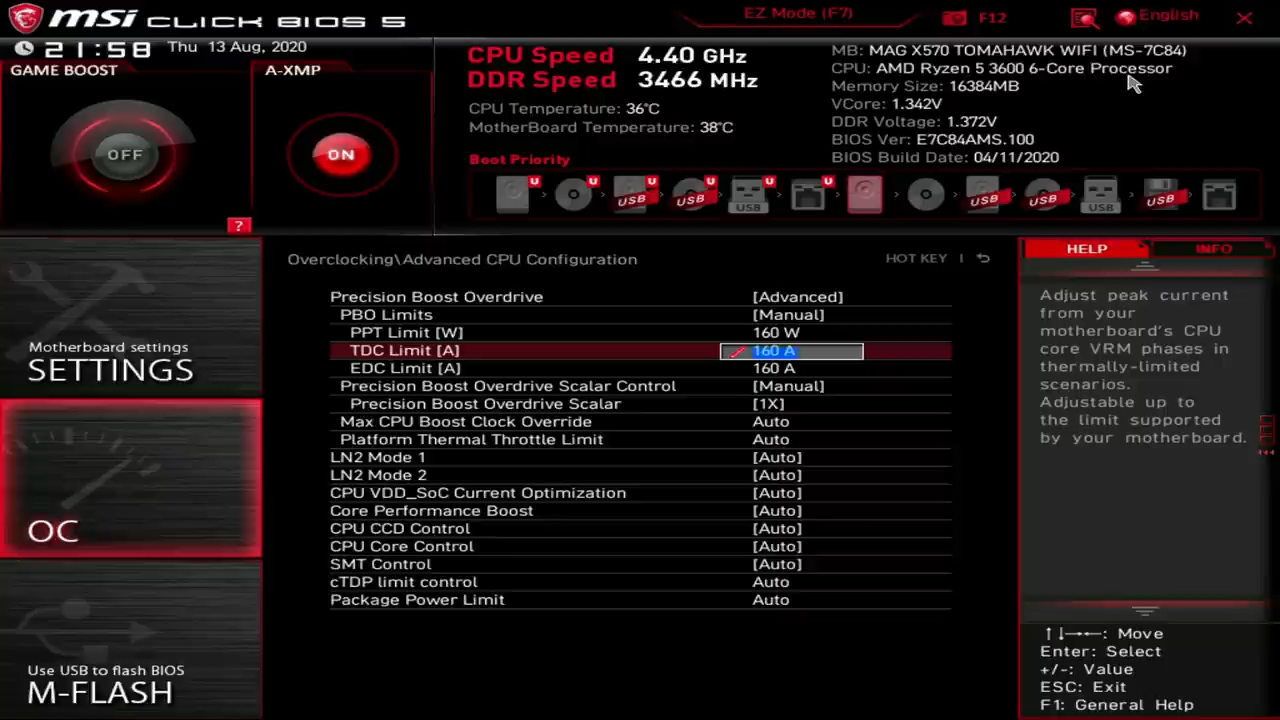 msi CLICK BIOS 5
EZ Mode (F7)
F12
English
21:58 Thu 13 Aug, 2020
GAME BOOST
OFF
A-XMP
ON
?
CPU Speed 4.40 GHz
DDR Speed 3466 MHz
CPU Temperature: 36°C
MotherBoard Temperature: 38°C
MB: MAG X570 TOMAHAWK WIFI (MS-7C84)
CPU: AMD Ryzen 5 3600 6-Core Processor
Memory Size: 16384MB
VCore: 1.342V
DDR Voltage: 1.372V
BIOS Ver: E7C84AMS.100
BIOS Build Date: 04/11/2020
Boot Priority
U U U U U U
USB USB USB USB USB USB USB
Motherboard settings
SETTINGS
OC
Use USB to flash BIOS
M-FLASH
Overclocking\Advanced CPU Configuration
HOT KEY |
Precision Boost Overdrive [Advanced]
PBO Limits [Manual]
PPT Limit [W] 160 W
TDC Limit [A] 160 A
EDC Limit [A] 160 A
Precision Boost Overdrive Scalar Control [Manual]
Precision Boost Overdrive Scalar [1X]
Max CPU Boost Clock Override Auto
Platform Thermal Throttle Limit Auto
LN2 Mode 1 [Auto]
LN2 Mode 2 [Auto]
CPU VDD_SoC Current Optimization [Auto]
Core Performance Boost [Auto]
CPU CCD Control [Auto]
CPU Core Control [Auto]
SMT Control [Auto]
cTDP limit control Auto
Package Power Limit Auto
HELP
INFO
Adjust peak current
from your
motherboard's CPU
core VRM phases in
thermally-limited
scenarios.
Adjustable up to
the limit supported
by your motherboard.
↑↓→←: Move
Enter: Select
+/-: Value
ESC: Exit
F1: General Help